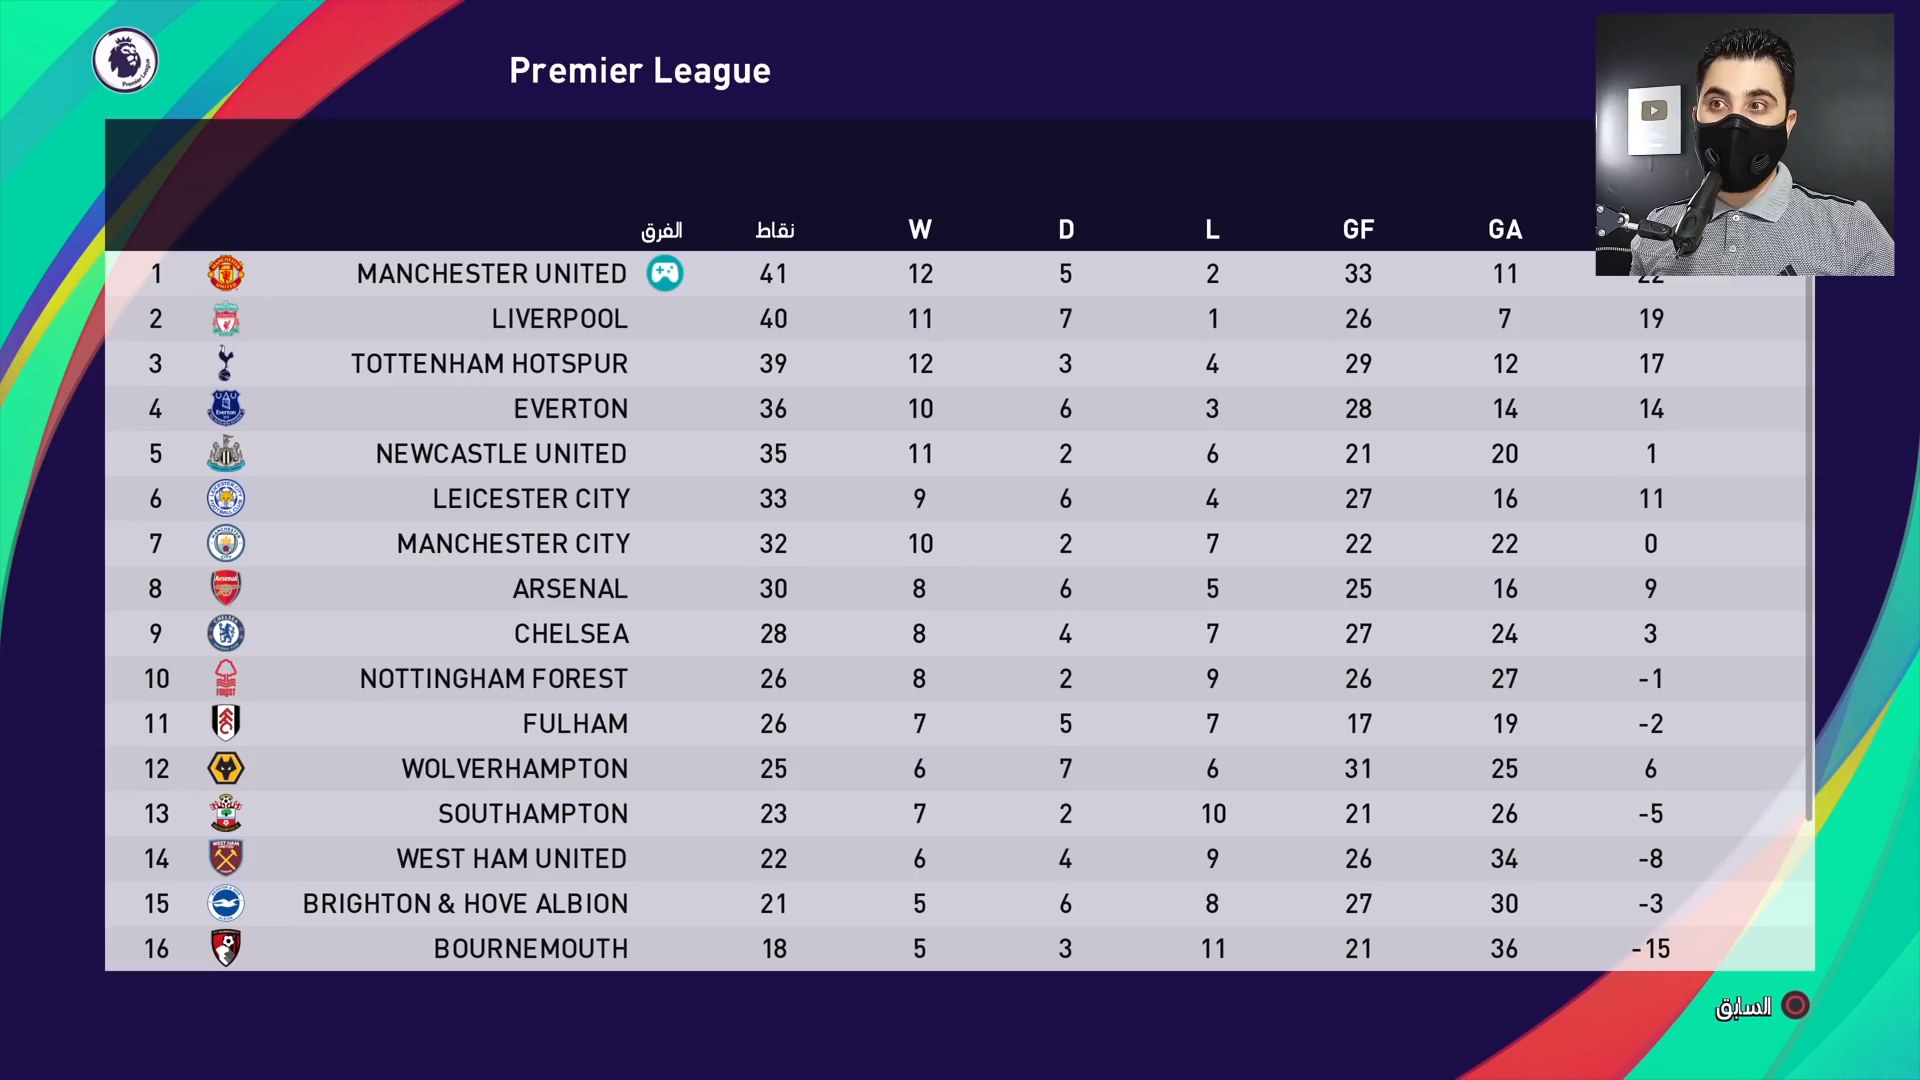 Premier League
الفرق نقاط W D L GF GA
1 MANCHESTER UNITED 41 12 5 2 33 11 22
2 LIVERPOOL 40 11 7 1 26 7 19
3 TOTTENHAM HOTSPUR 39 12 3 4 29 12 17
4 EVERTON 36 10 6 3 28 14 14
5 NEWCASTLE UNITED 35 11 2 6 21 20 1
6 LEICESTER CITY 33 9 6 4 27 16 11
7 MANCHESTER CITY 32 10 2 7 22 22 0
8 ARSENAL 30 8 6 5 25 16 9
9 CHELSEA 28 8 4 7 27 24 3
10 NOTTINGHAM FOREST 26 8 2 9 26 27 -1
11 FULHAM 26 7 5 7 17 19 -2
12 WOLVERHAMPTON 25 6 7 6 31 25 6
13 SOUTHAMPTON 23 7 2 10 21 26 -5
14 WEST HAM UNITED 22 6 4 9 26 34 -8
15 BRIGHTON & HOVE ALBION 21 5 6 8 27 30 -3
16 BOURNEMOUTH 18 5 3 11 21 36 -15
السابق